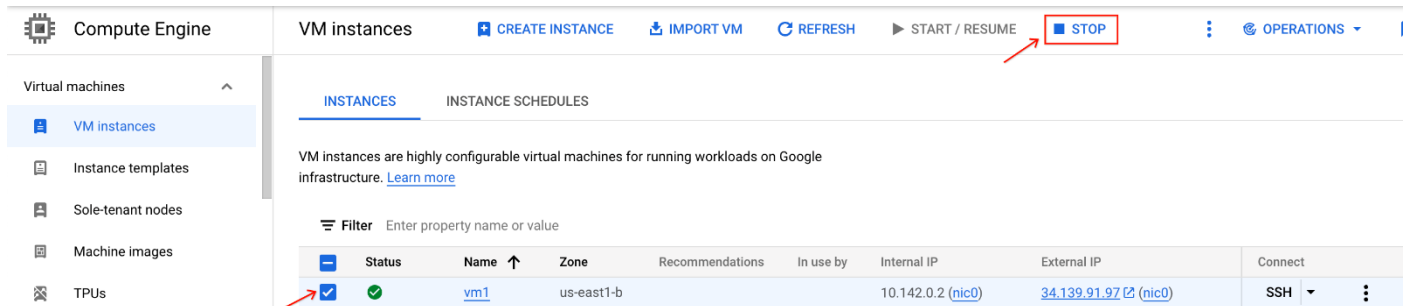 Compute Engine
VM instances
CREATE INSTANCE
IMPORT VM
REFRESH
START / RESUME
STOP
OPERATIONS
Virtual machines
VM instances
Instance templates
Sole-tenant nodes
Machine images
TPUs
INSTANCES INSTANCE SCHEDULES
VM instances are highly configurable virtual machines for running workloads on Google
infrastructure. Learn more
Filter Enter property name or value
Status Name Zone Recommendations In use by Internal IP External IP Connect
vm1 us-east1-b 10.142.0.2 (nic0) 34.139.91.97 (nic0) SSH